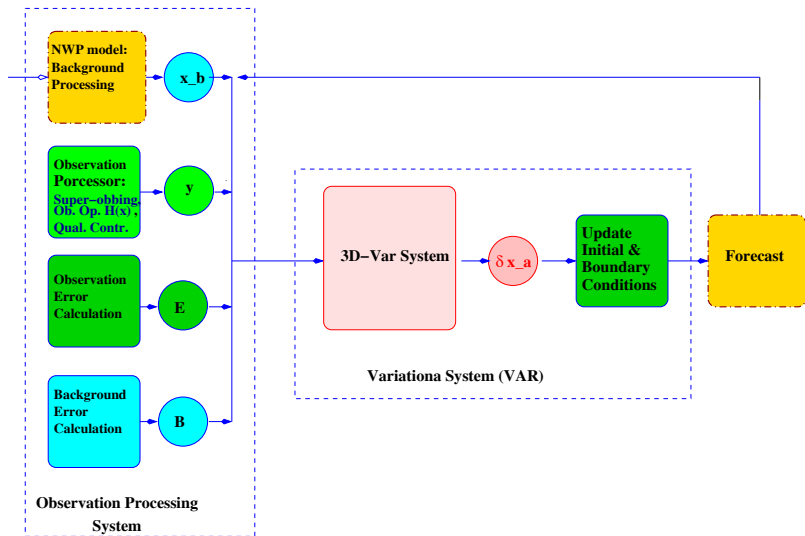 NWP model:
Background
Processing
x_b
Observation
Porcessor:
Super-obbing,
Ob. Op. H(x) ,
Qual. Contr.
y
Observation
Error
Calculation
E
Background
Error
Calculation
B
Observation Processing
System
3D-Var System
δ x_a
Update
Initial &
Boundary
Conditions
Variationa System (VAR)
Forecast